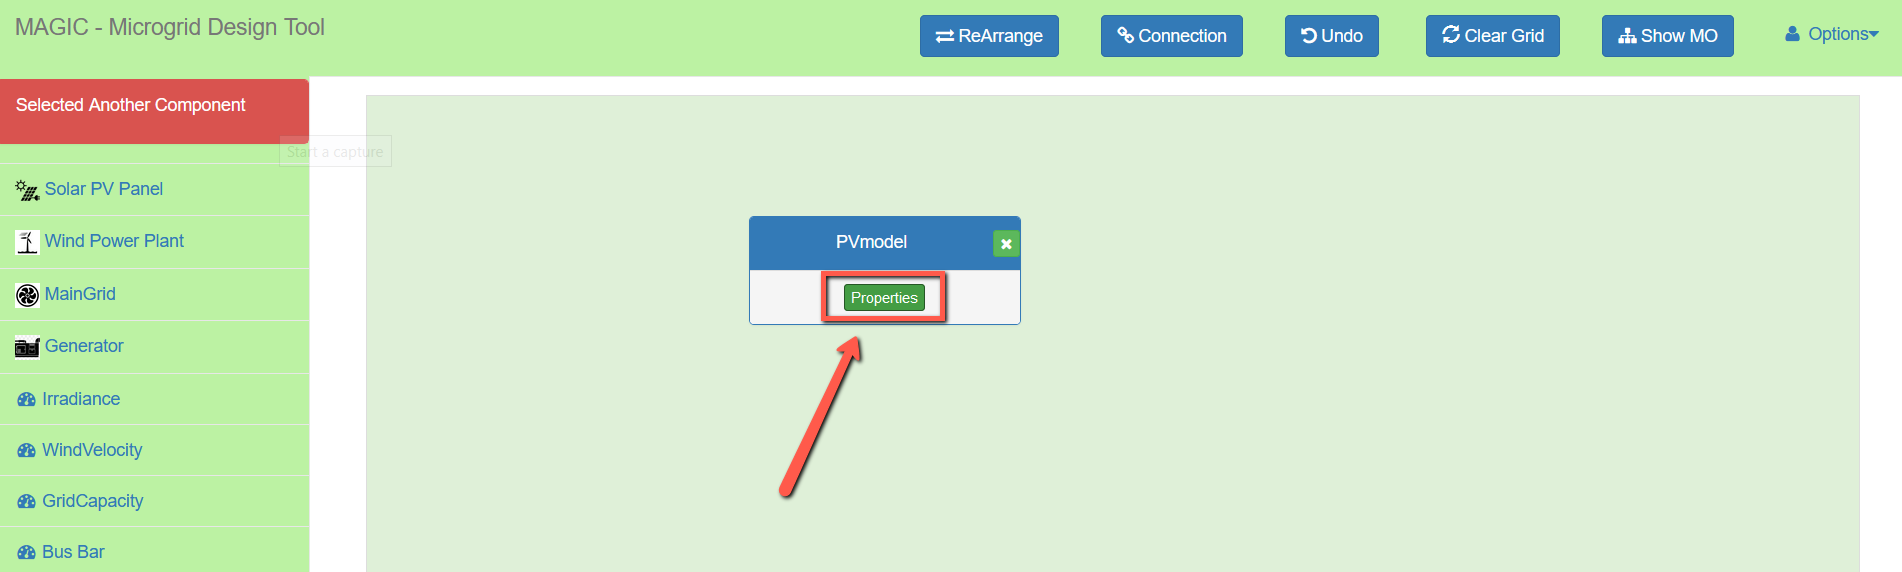 MAGIC - Microgrid Design Tool
ReArrange
Connection
Undo
Clear Grid
Show MO
Options
Selected Another Component
Start a capture
Solar PV Panel
Wind Power Plant
MainGrid
Generator
Irradiance
WindVelocity
GridCapacity
Bus Bar
PVmodel
Properties